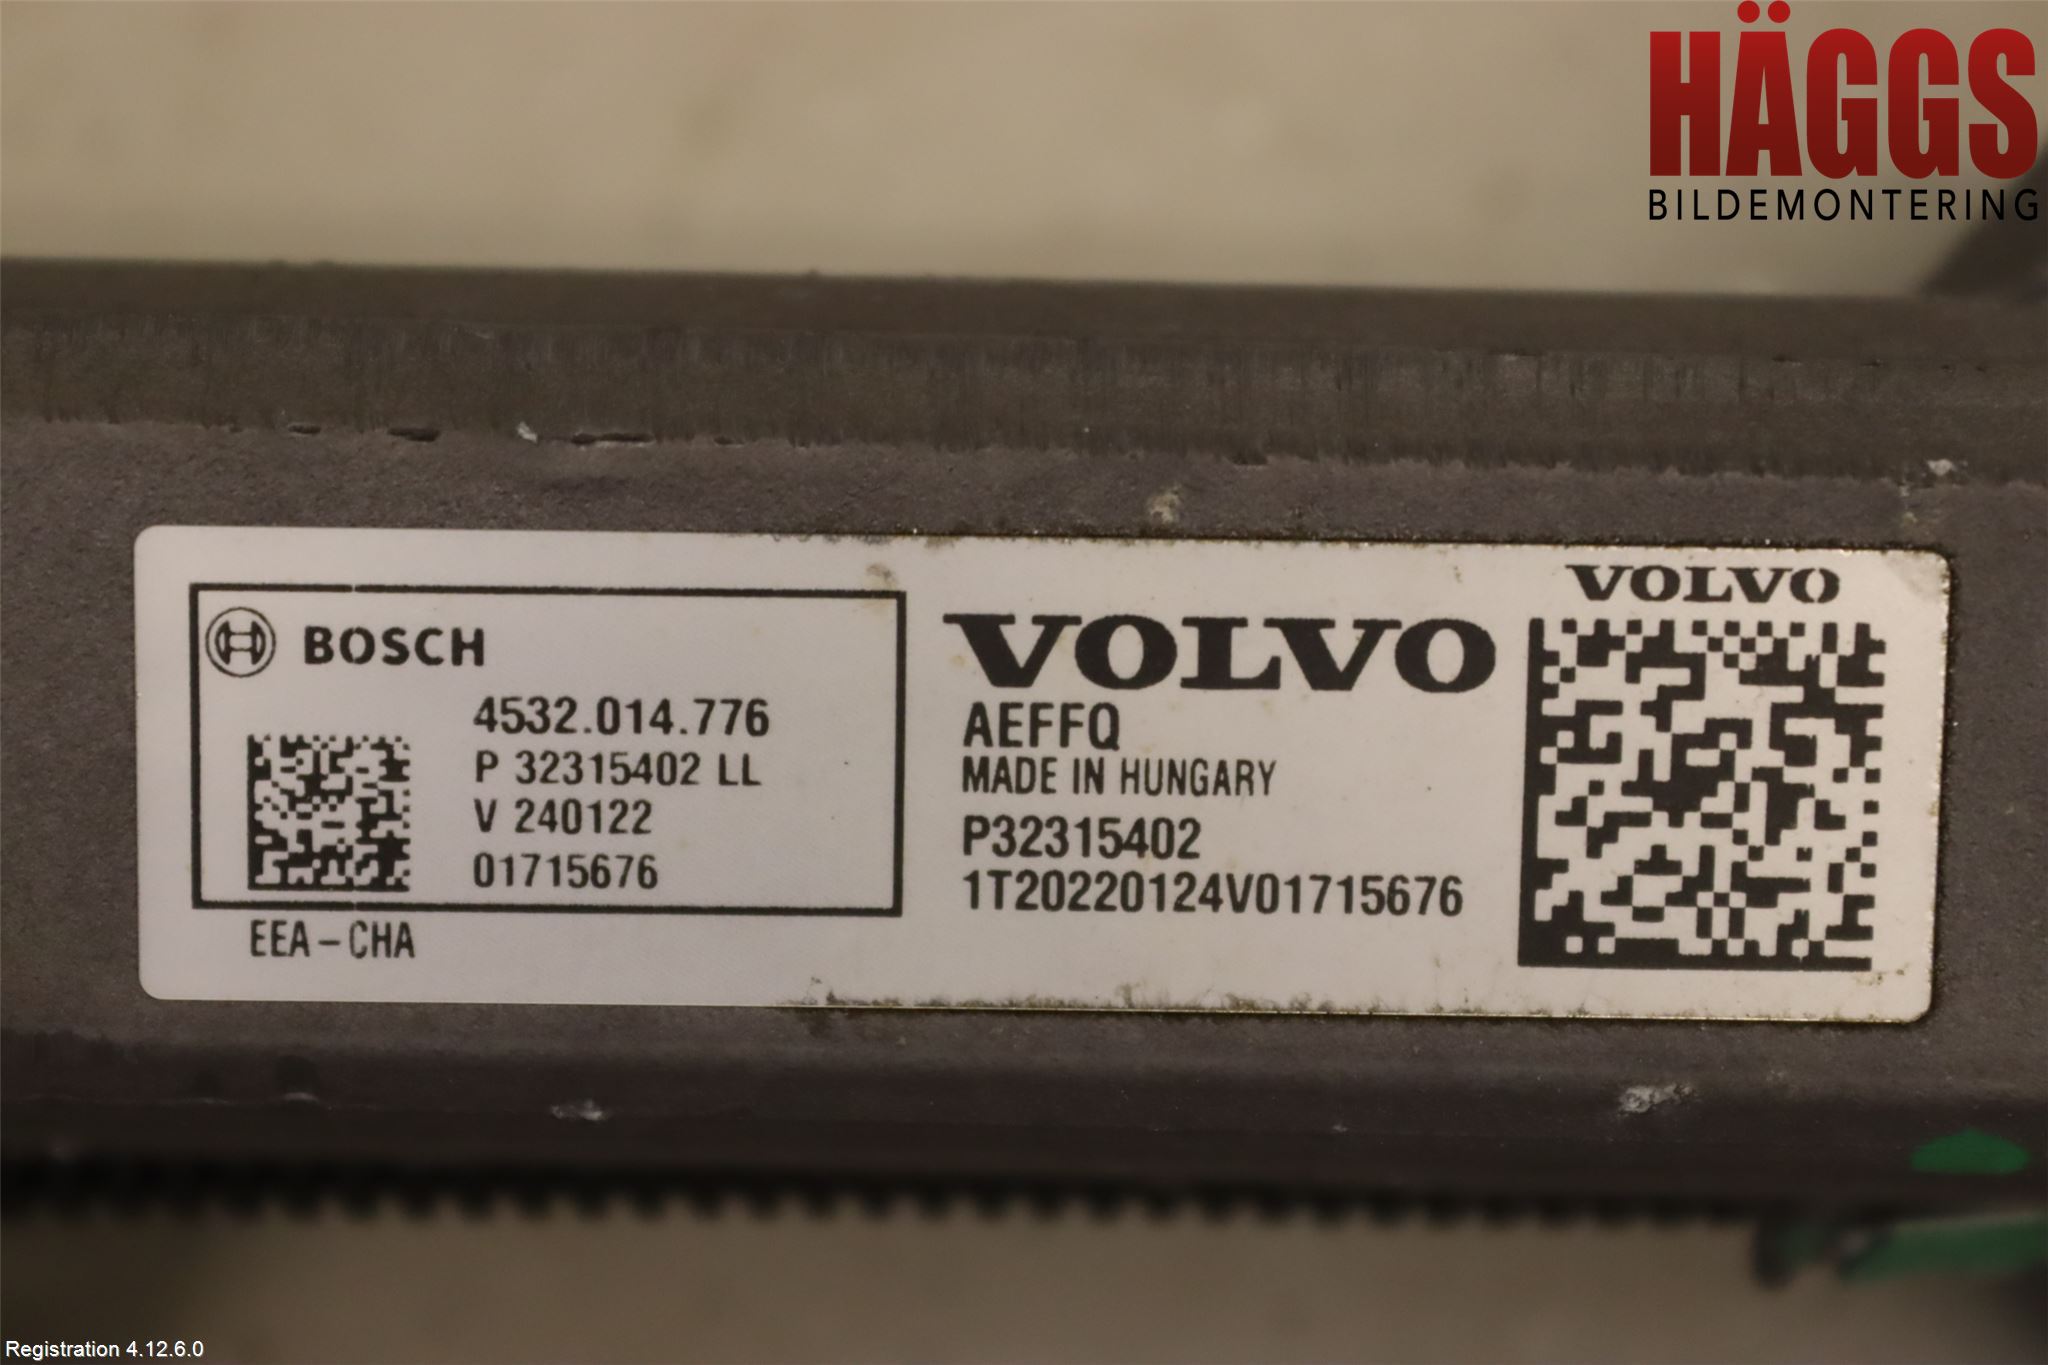 HÄGGS
BILDEMONTERING
BOSCH
4532.014.776
P 32315402 LL
V 240122
01715676
EEA-CHA
VOLVO
AEFFQ
MADE IN HUNGARY
P32315402
1T20220124V01715676
VOLVO
Registration 4.12.6.0